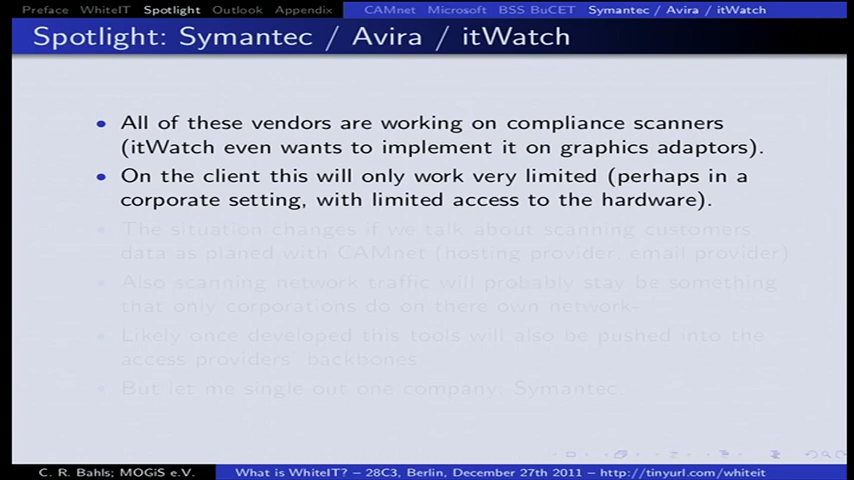 Preface WhiteIT Spotlight Outlook Appendix CAMnet Microsoft BSS BuCET Symantec / Avira / itWatch
Spotlight: Symantec / Avira / itWatch
• All of these vendors are working on compliance scanners
(itWatch even wants to implement it on graphics adaptors).
• On the client this will only work very limited (perhaps in a
corporate setting, with limited access to the hardware).
• The situation changes if we talk about scanning customers
data as planed with CAMnet (hosting provider, email provider)
• Also scanning network traffic will probably stay be something
that only corporations do on there own network-
• Likely once developed this tools will also be pushed into the
access providers' backbones
• But let me single out one company: Symantec.
C. R. Bahls; MOGiS e.V. What is WhiteIT? – 28C3, Berlin, December 27th 2011 – http://tinyurl.com/whiteit